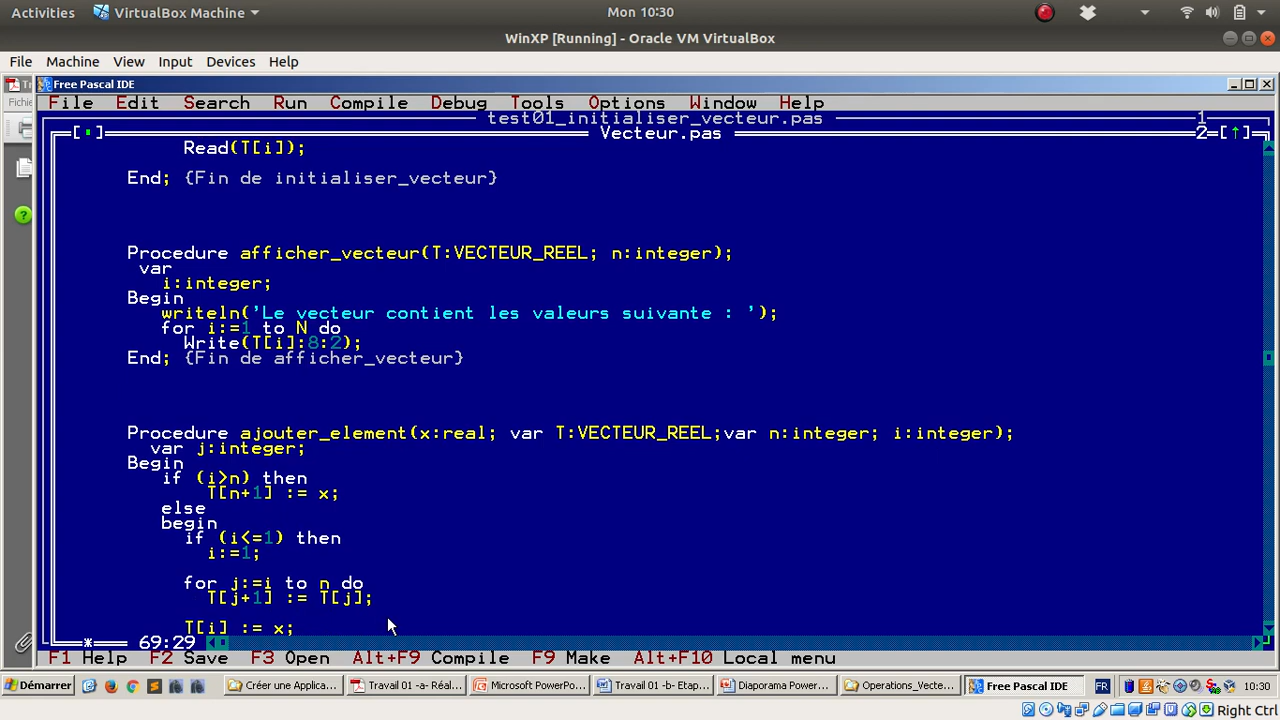 Activities VirtualBox Machine Mon 10:30
WinXP [Running] - Oracle VM VirtualBox
File Machine View Input Devices Help
Free Pascal IDE
Fichie
File Edit Search Run Compile Debug Tools Options Window Help
test01_initialiser_vecteur.pas 1
Vecteur.pas 2
Read(T[i]);
End; {Fin de initialiser_vecteur}
Procedure afficher_vecteur(T:VECTEUR_REEL; n:integer);
var
i:integer;
Begin
writeln('Le vecteur contient les valeurs suivante : ');
for i:=1 to N do
Write(T[i]:8:2);
End; {Fin de afficher_vecteur}
Procedure ajouter_element(x:real; var T:VECTEUR_REEL;var n:integer; i:integer);
var j:integer;
Begin
if (i>n) then
T[n+1] := x;
else
begin
if (i<=1) then
i:=1;
for j:=i to n do
T[j+1] := T[j];
T[i] := x;
69:29
F1 Help F2 Save F3 Open Alt+F9 Compile F9 Make Alt+F10 Local menu
Démarrer Créer une Applica... Travail 01 -a- Réal... Microsoft PowerPo... Travail 01 -b- Etap... Diaporama Power... Operations_Vecte... Free Pascal IDE FR 10:30
Right Ctrl